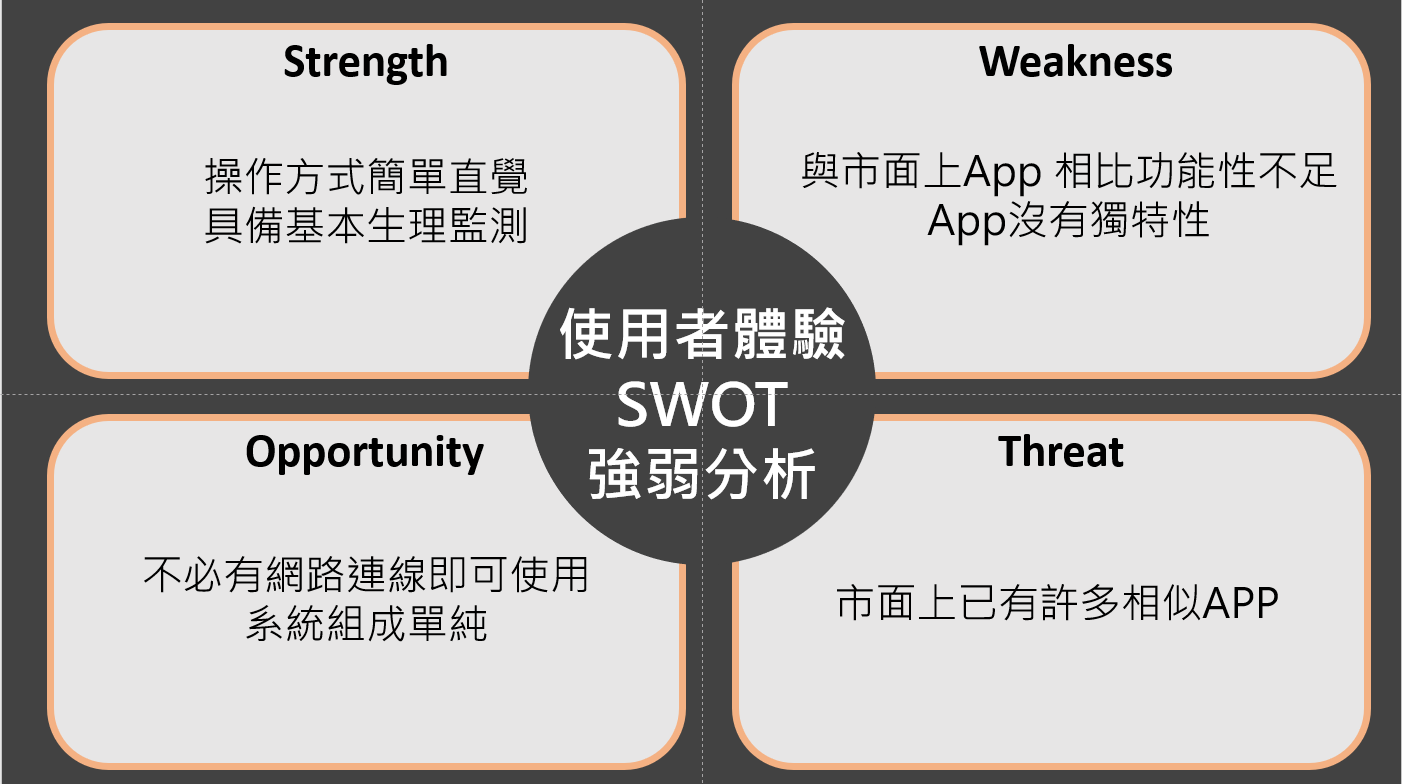 Strength
操作方式簡單直覺
具備基本生理監測
Weakness
與市面上App 相比功能性不足
App沒有獨特性
使用者體驗
SWOT
強弱分析
Opportunity
不必有網路連線即可使用
系統組成單純
Threat
市面上已有許多相似APP